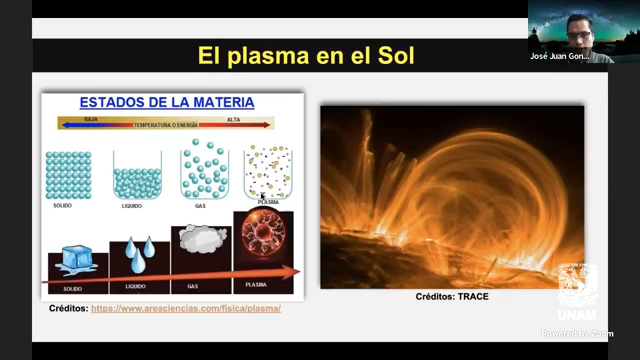 El plasma en el Sol
José Juan Gon...
ESTADOS DE LA MATERIA
BAJA
TEMPERATURA O ENERGÍA
ALTA
SOLIDO
LIQUIDO
GAS
PLASMA
SOLIDO
LIQUIDO
GAS
PLASMA
Créditos: https://www.areaciencias.com/fisica/plasma/
Créditos: TRACE
UNAM
Powered by Zoom